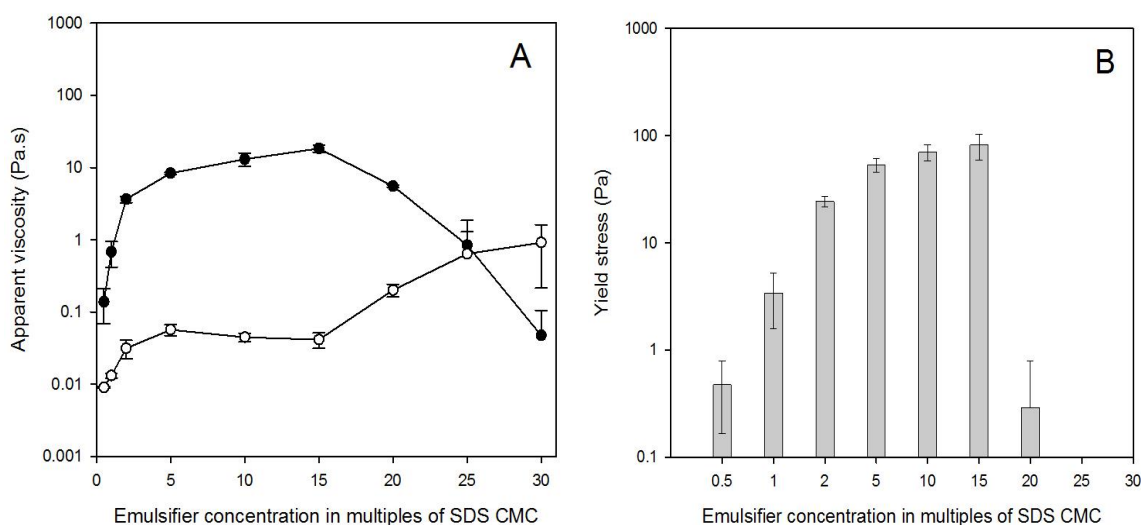 A
Apparent viscosity (Pa.s)
1000
100
10
1
0.1
0.01
0.001
0 5 10 15 20 25 30
Emulsifier concentration in multiples of SDS CMC
B
Yield stress (Pa)
1000
100
10
1
0.1
0.5 1 2 5 10 15 20 25 30
Emulsifier concentration in multiples of SDS CMC